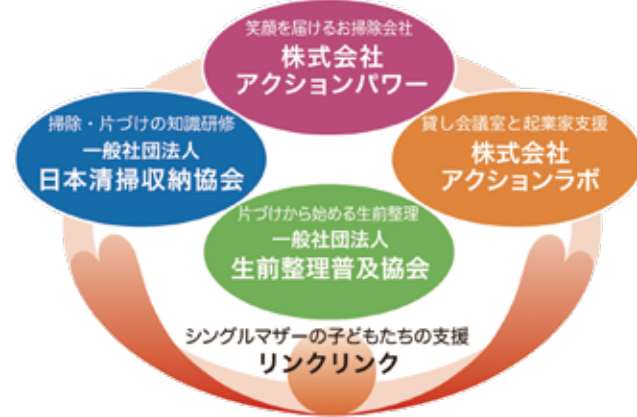 笑顔を届けるお掃除会社
株式会社
アクションパワー
掃除・片づけの知識研修
一般社団法人
日本清掃収納協会
貸し会議室と起業家支援
株式会社
アクションラボ
片づけから始める生前整理
一般社団法人
生前整理普及協会
シングルマザーの子どもたちの支援
リンクリンク